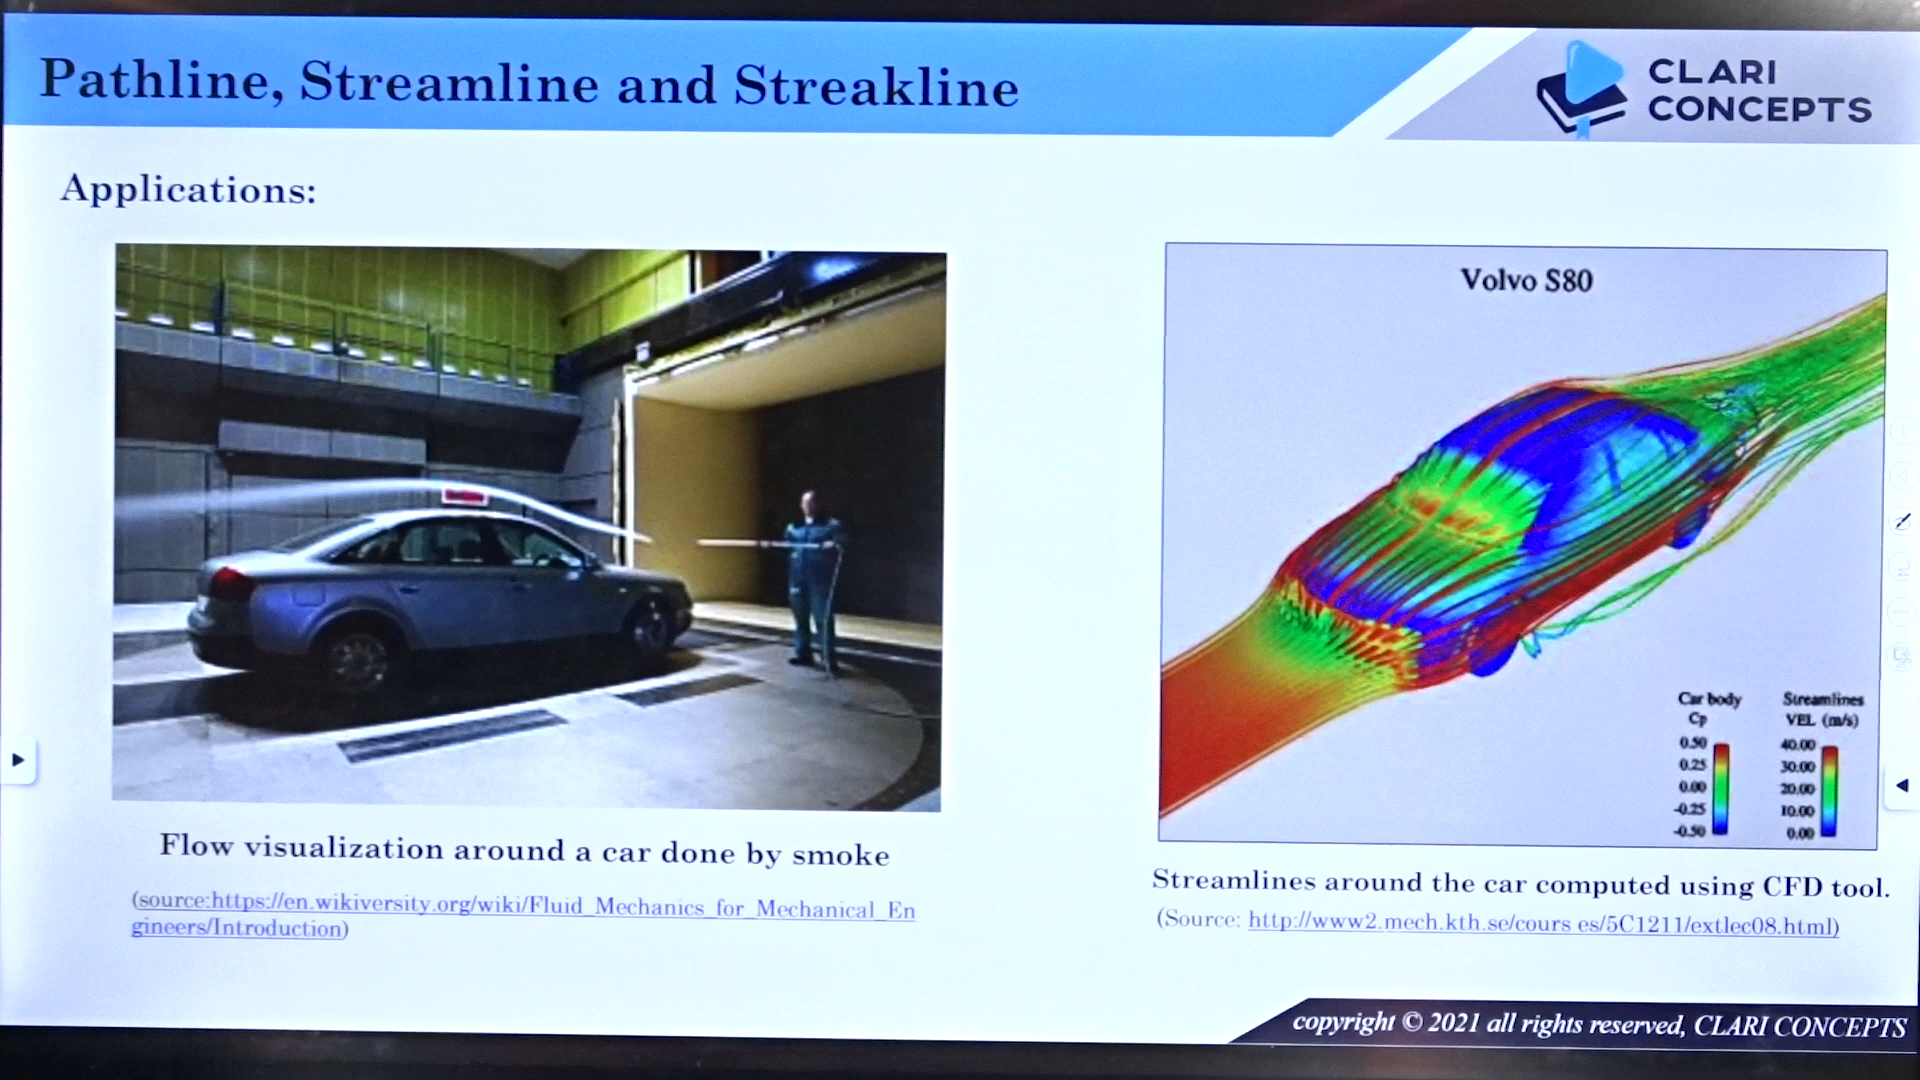 Pathline, Streamline and Streakline
CLARI
CONCEPTS
Applications:
Volvo S80
Car body
Cp
0.50
0.25
0.00
-0.25
-0.50
Streamlines
VEL (m/s)
40.00
30.00
20.00
10.00
0.00
Flow visualization around a car done by smoke
(source:https://en.wikiversity.org/wiki/Fluid_Mechanics_for_Mechanical_En
gineers/Introduction)
Streamlines around the car computed using CFD tool.
(Source: http://www2.mech.kth.se/cours es/5C1211/extlec08.html)
copyright © 2021 all rights reserved, CLARI CONCEPTS